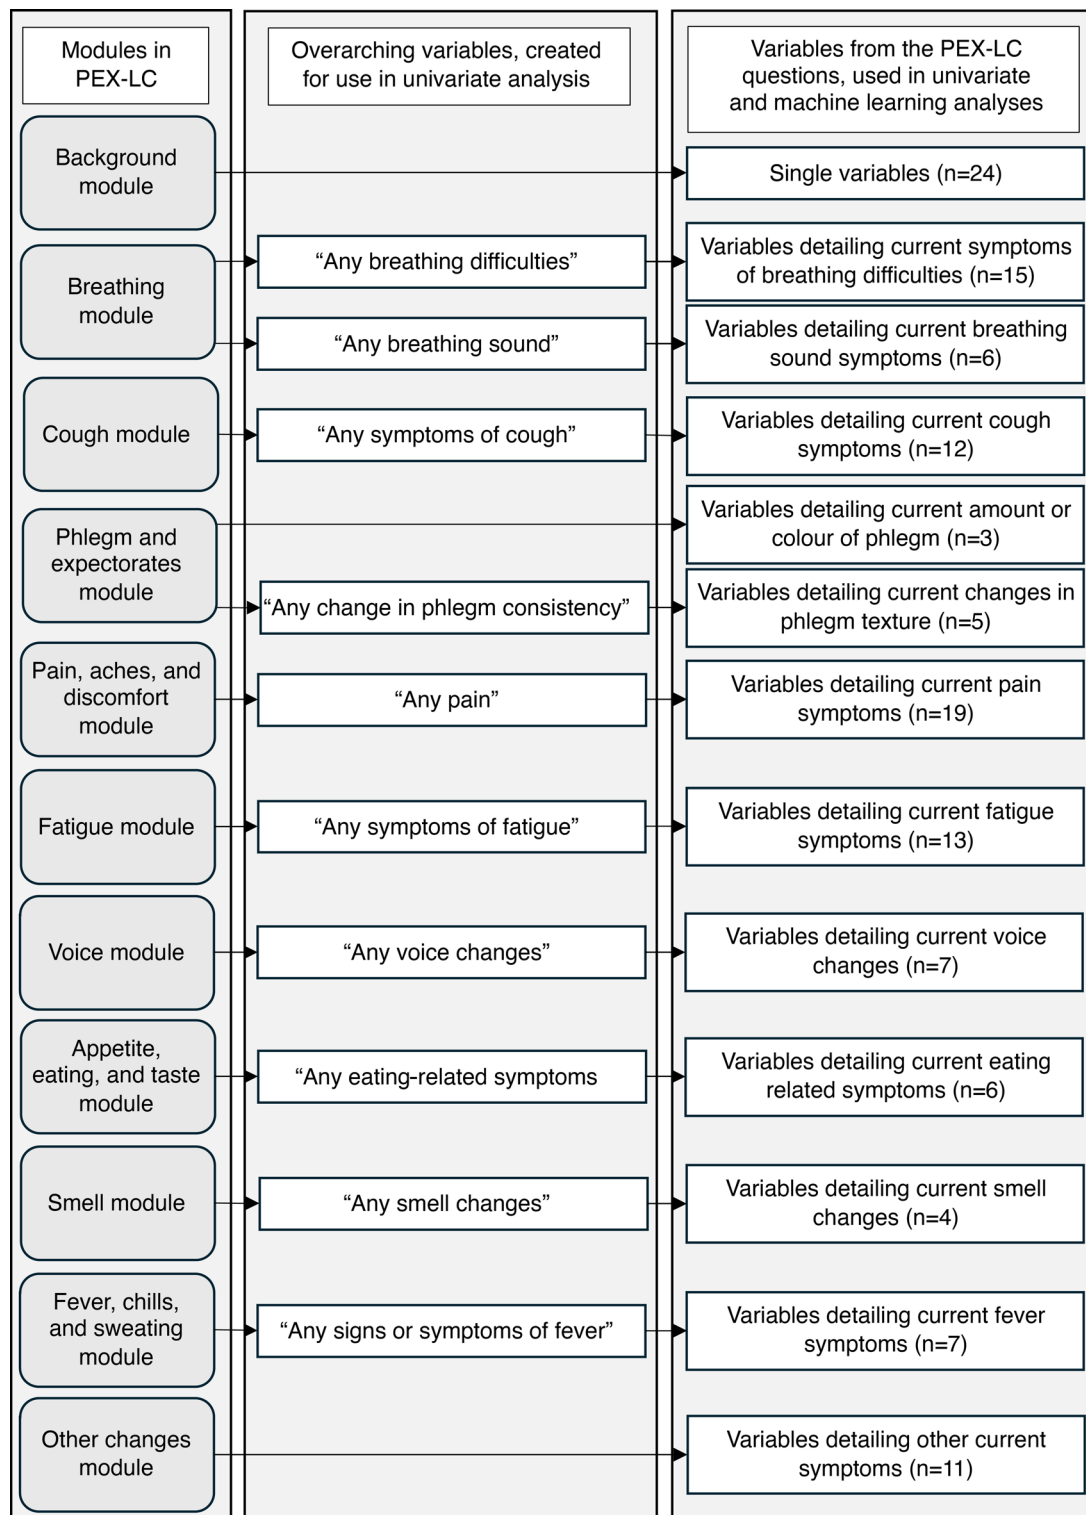 Modules in
PEX-LC
Overarching variables, created
for use in univariate analysis
Variables from the PEX-LC
questions, used in univariate
and machine learning analyses
Background
module
Single variables (n=24)
Breathing
module
“Any breathing difficulties”
Variables detailing current symptoms
of breathing difficulties (n=15)
“Any breathing sound”
Variables detailing current breathing
sound symptoms (n=6)
Cough module
“Any symptoms of cough”
Variables detailing current cough
symptoms (n=12)
Phlegm and
expectorates
module
Variables detailing current amount or
colour of phlegm (n=3)
“Any change in phlegm consistency”
Variables detailing current changes in
phlegm texture (n=5)
Pain, aches, and
discomfort
module
“Any pain”
Variables detailing current pain
symptoms (n=19)
Fatigue module
“Any symptoms of fatigue”
Variables detailing current fatigue
symptoms (n=13)
Voice module
“Any voice changes”
Variables detailing current voice
changes (n=7)
Appetite,
eating, and taste
module
“Any eating-related symptoms
Variables detailing current eating
related symptoms (n=6)
Smell module
“Any smell changes”
Variables detailing current smell
changes (n=4)
Fever, chills,
and sweating
module
“Any signs or symptoms of fever”
Variables detailing current fever
symptoms (n=7)
Other changes
module
Variables detailing other current
symptoms (n=11)